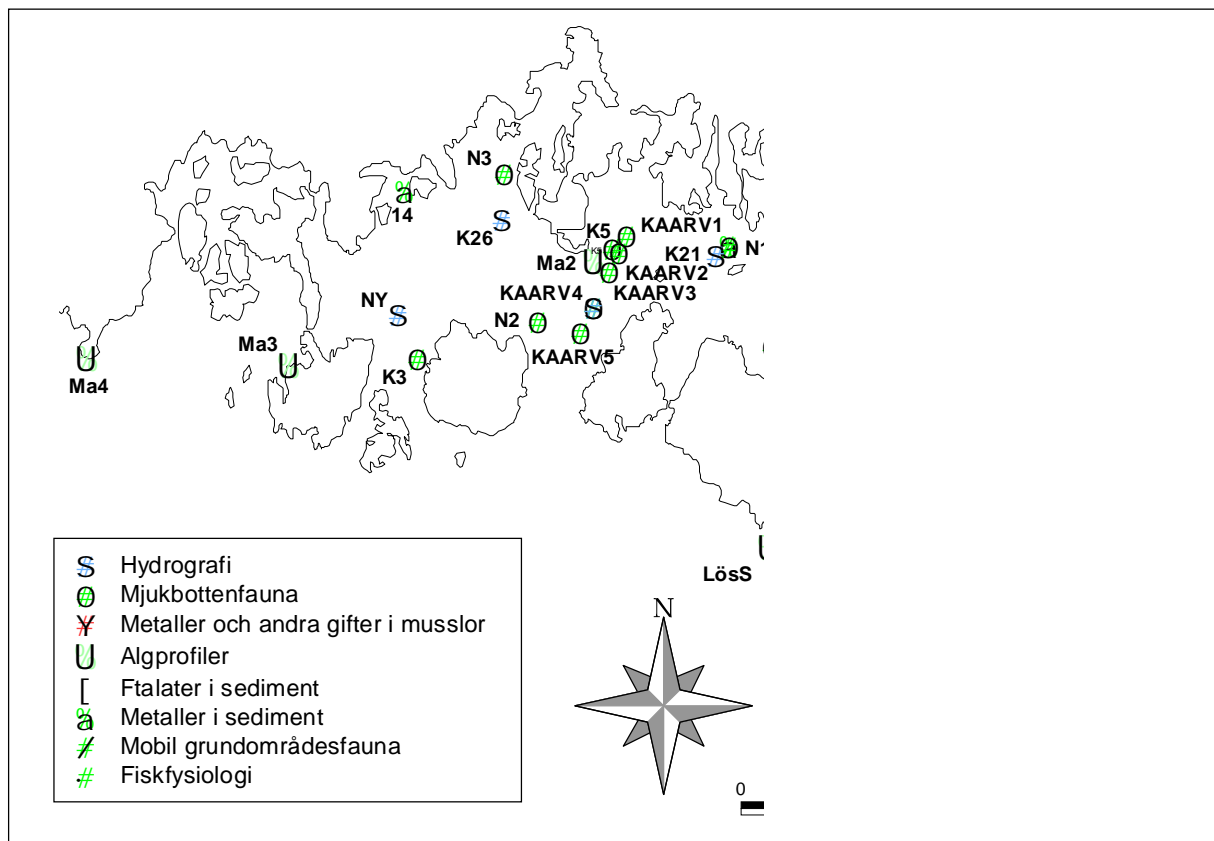 N3
14
K26
K5
KAARV1
K21
N1
Ma2
KAARV2
KAARV4
KAARV3
NY
N2
KAARV5
Ma3
K3
Ma4
LösS
N
Hydrografi
Mjukbottenfauna
Metaller och andra gifter i musslor
Algprofiler
Ftalater i sediment
Metaller i sediment
Mobil grundområdesfauna
Fiskfysiologi
0